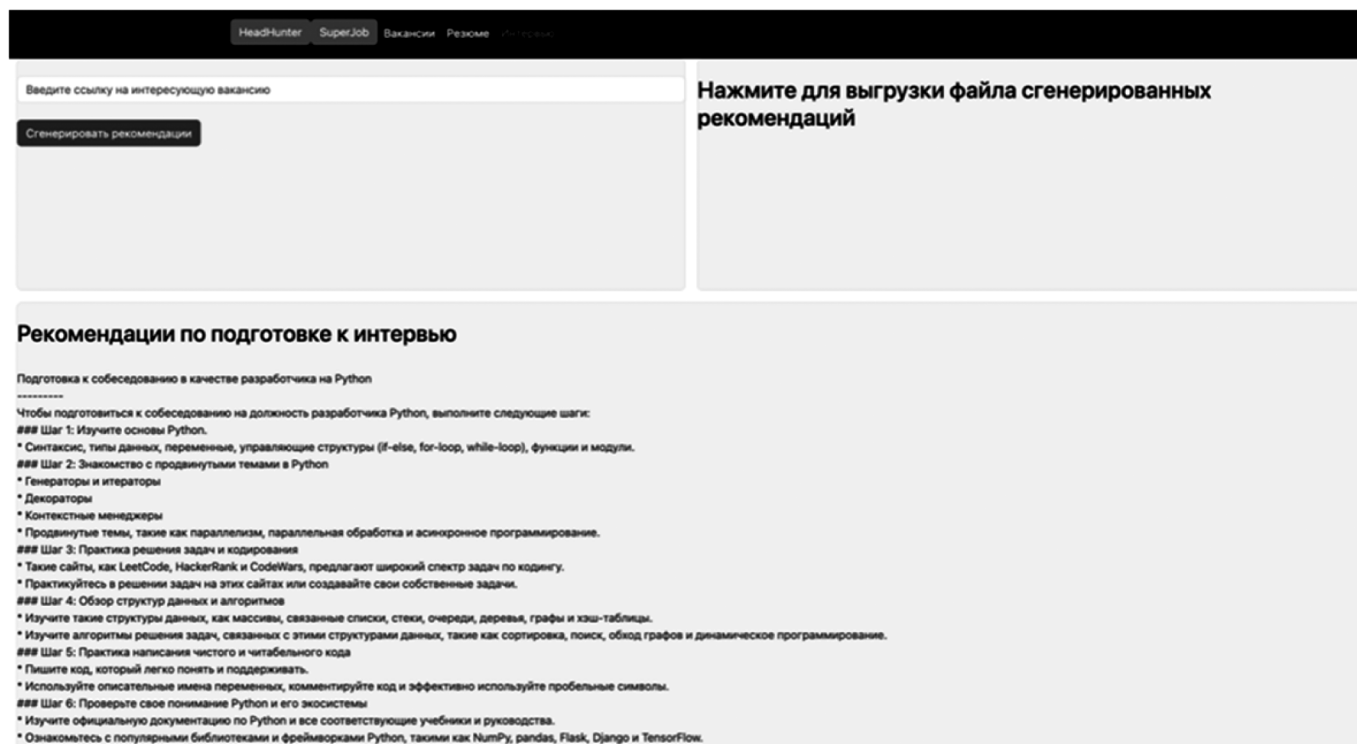 HeadHunter SuperJob Вакансии Резюме Интервью
Введите ссылку на интересующую вакансию
Сгенерировать рекомендации
Нажмите для выгрузки файла сгенерированных
рекомендаций
Рекомендации по подготовке к интервью
Подготовка к собеседованию в качестве разработчика на Python
---------
Чтобы подготовиться к собеседованию на должность разработчика Python, выполните следующие шаги:
### Шаг 1: Изучите основы Python.
* Синтаксис, типы данных, переменные, управляющие структуры (if-else, for-loop, while-loop), функции и модули.
### Шаг 2: Знакомство с продвинутыми темами в Python
* Генераторы и итераторы
* Декораторы
* Контекстные менеджеры
* Продвинутые темы, такие как параллелизм, параллельная обработка и асинхронное программирование.
### Шаг 3: Практика решения задач и кодирования
* Такие сайты, как LeetCode, HackerRank и CodeWars, предлагают широкий спектр задач по кодингу.
* Практикуйтесь в решении задач на этих сайтах или создавайте свои собственные задачи.
### Шаг 4: Обзор структур данных и алгоритмов
* Изучите такие структуры данных, как массивы, связанные списки, стеки, очереди, деревья, графы и хэш-таблицы.
* Изучите алгоритмы решения задач, связанных с этими структурами данных, такие как сортировка, поиск, обход графов и динамическое программирование.
### Шаг 5: Практика написания чистого и читабельного кода
* Пишите код, который легко понять и поддерживать.
* Используйте описательные имена переменных, комментируйте код и эффективно используйте пробельные символы.
### Шаг 6: Проверьте свое понимание Python и его экосистемы
* Изучите официальную документацию по Python и все соответствующие учебники и руководства.
* Ознакомьтесь с популярными библиотеками и фреймворками Python, такими как NumPy, pandas, Flask, Django и TensorFlow.